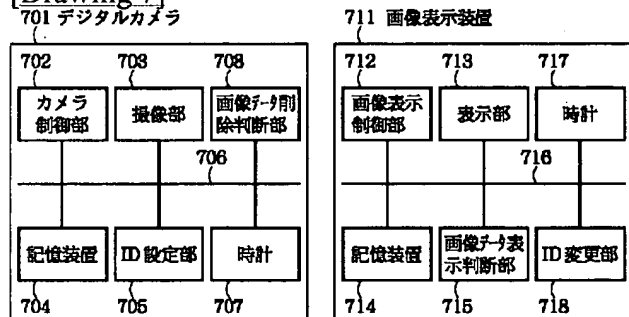 [Drawing 7]
701 デジタルカメラ
711 画像表示装置
702 703 708
712 713 717
カメラ
制御部
撮像部
画像データ削
除判断部
画像表示
制御部
表示部
時計
706
716
記憶装置
ID設定部
時計
記憶装置
画像データ表
示判断部
ID変更部
704 705 707
714 715 718